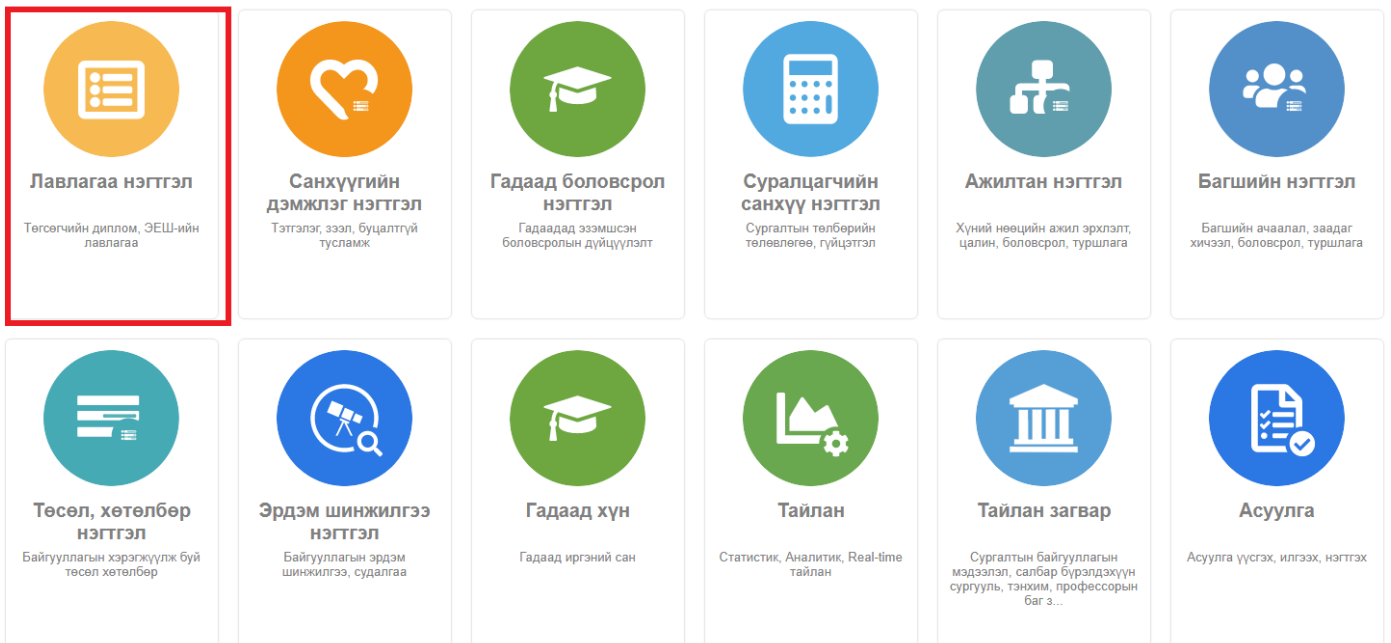 Лавлагаа нэгтгэл
Төгсөгчийн диплом, ЭЕШ-ийн
лавлагаа
Санхүүгийн
дэмжлэг нэгтгэл
Тэтгэлэг, зээл, буцалтгүй
тусламж
Гадаад боловсрол
нэгтгэл
Гадаадад эзэмшсэн
боловсролын дүйцүүлэлт
Суралцагчийн
санхүү нэгтгэл
Сургалтын төлбөрийн
төлөвлөгөө, гүйцэтгэл
Ажилтан нэгтгэл
Хүний нөөцийн ажил эрхлэлт,
цалин, боловсрол, туршлага
Багшийн нэгтгэл
Багшийн ачаалал, заадаг
хичээл, боловсрол, туршлага
Төсөл, хөтөлбөр
нэгтгэл
Байгууллагын хэрэгжүүлж буй
төсөл хөтөлбөр
Эрдэм шинжилгээ
нэгтгэл
Байгууллагын эрдэм
шинжилгээ, судалгаа
Гадаад хүн
Гадаад иргэний сан
Тайлан
Статистик, Аналитик, Real-time
тайлан
Тайлан загвар
Сургалтын байгууллагын
мэдээлэл, салбар бүрэлдэхүүн
сургууль, тэнхим, профессорын
баг з...
Асуулга
Асуулга үүсгэх, илгээх, нэгтгэх